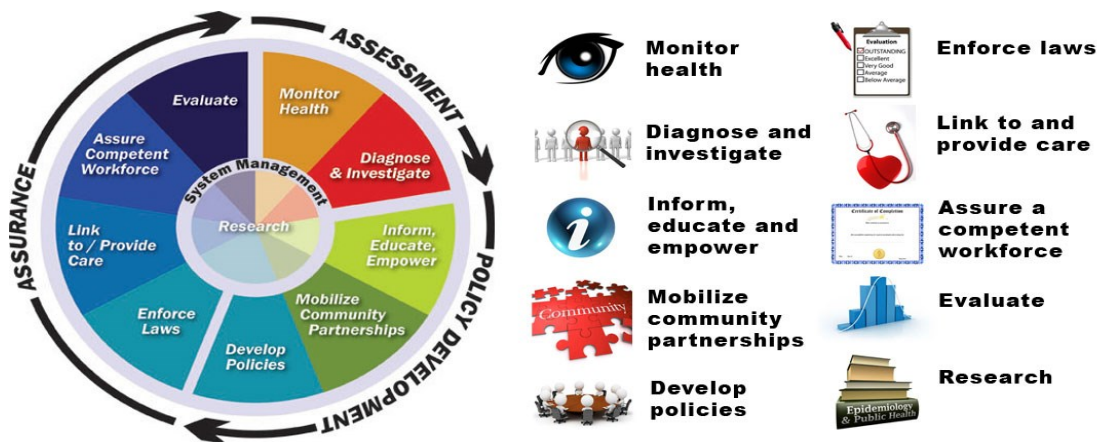 ASSESSMENT
POLICY DEVELOPMENT
ASSURANCE
Evaluate
Monitor
Health
Assure
Competent
Workforce
Diagnose
& Investigate
System Management
Research
Link
to / Provide
Care
Inform,
Educate,
Empower
Enforce
Laws
Mobilize
Community
Partnerships
Develop
Policies
Monitor
health
Diagnose and
investigate
Inform,
educate and
empower
i
Community
Mobilize
community
partnerships
Develop
policies
Evaluation
OUTSTANDING
Excellent
Very Good
Average
Below Average
Enforce laws
Link to and
provide care
Certificate of Completion
Assure a
competent
workforce
Evaluate
Epidemiology
& Public Health
Research